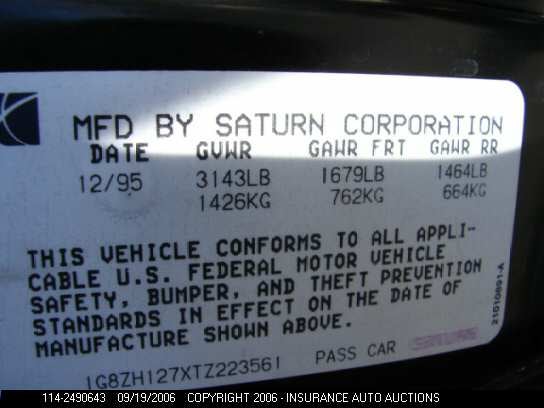 MFD BY SATURN CORPORATION
DATE GVWR GAWR FRT GAWR RR
12/95 3143LB 1679LB 1464LB
1426KG 762KG 664KG
THIS VEHICLE CONFORMS TO ALL APPLI-
CABLE U.S. FEDERAL MOTOR VEHICLE
SAFETY, BUMPER, AND THEFT PREVENTION
STANDARDS IN EFFECT ON THE DATE OF
MANUFACTURE SHOWN ABOVE.
1G8ZH127XTZ223561 PASS CAR SATURN
21010891-A
114-2490643 09/19/2006 COPYRIGHT 2006 - INSURANCE AUTO AUCTIONS